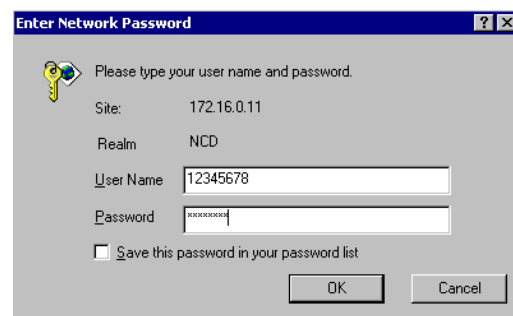 Enter Network Password ? ×
Please type your user name and password.
Site: 172.16.0.11
Realm NCD
User Name 12345678
Password xxxxxxxx
Save this password in your password list
OK Cancel